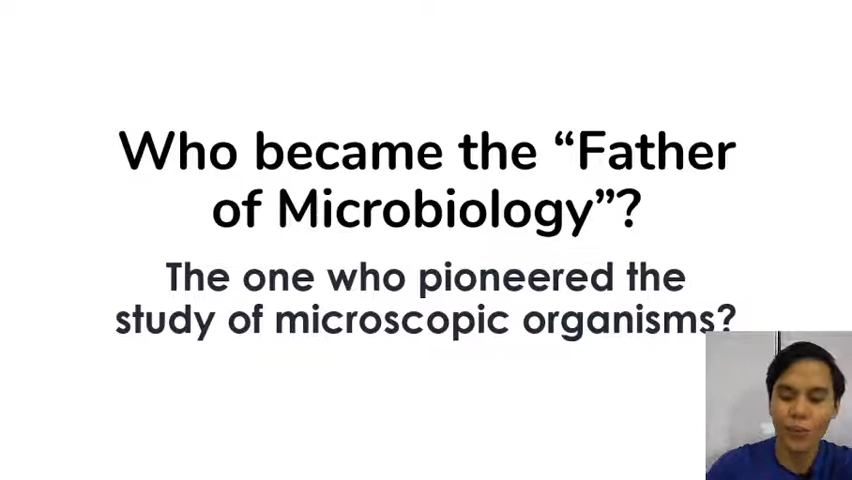 Who became the “Father
of Microbiology”?
The one who pioneered the
study of microscopic organisms?